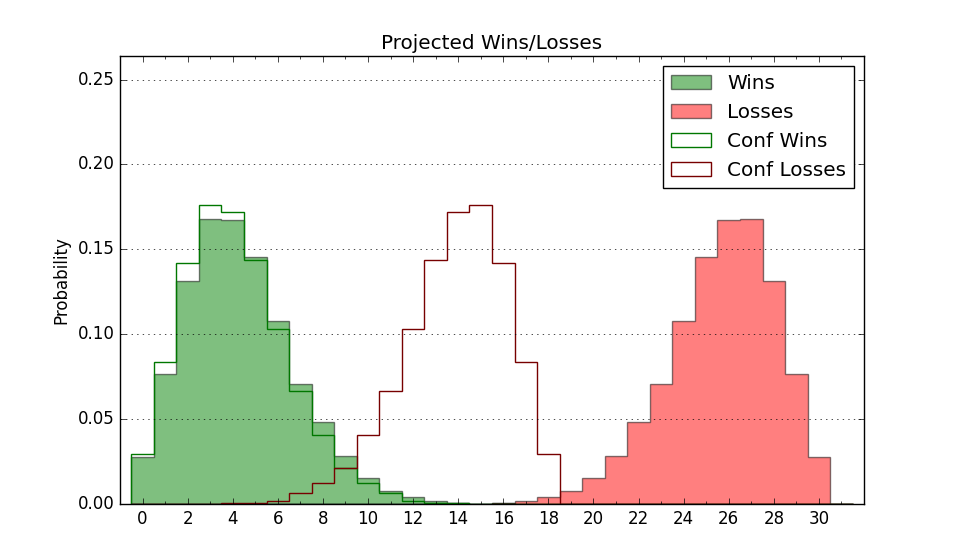 Projected Wins/Losses
Probability
0.25
0.20
0.15
0.10
0.05
0.00
0 2 4 6 8 10 12 14 16 18 20 22 24 26 28 30
Wins
Losses
Conf Wins
Conf Losses